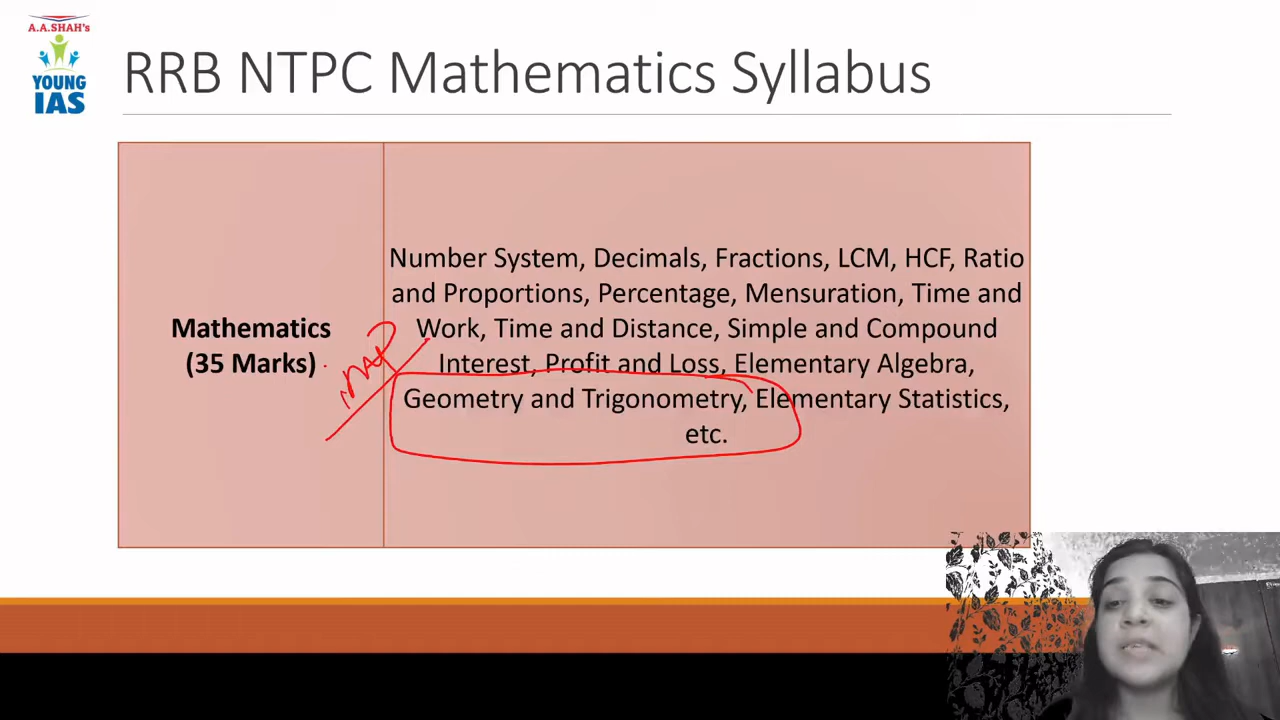 A.A.SHAH's
YOUNG
IAS
RRB NTPC Mathematics Syllabus
Mathematics
(35 Marks)
Number System, Decimals, Fractions, LCM, HCF, Ratio
and Proportions, Percentage, Mensuration, Time and
Work, Time and Distance, Simple and Compound
Interest, Profit and Loss, Elementary Algebra,
Geometry and Trigonometry, Elementary Statistics,
etc.